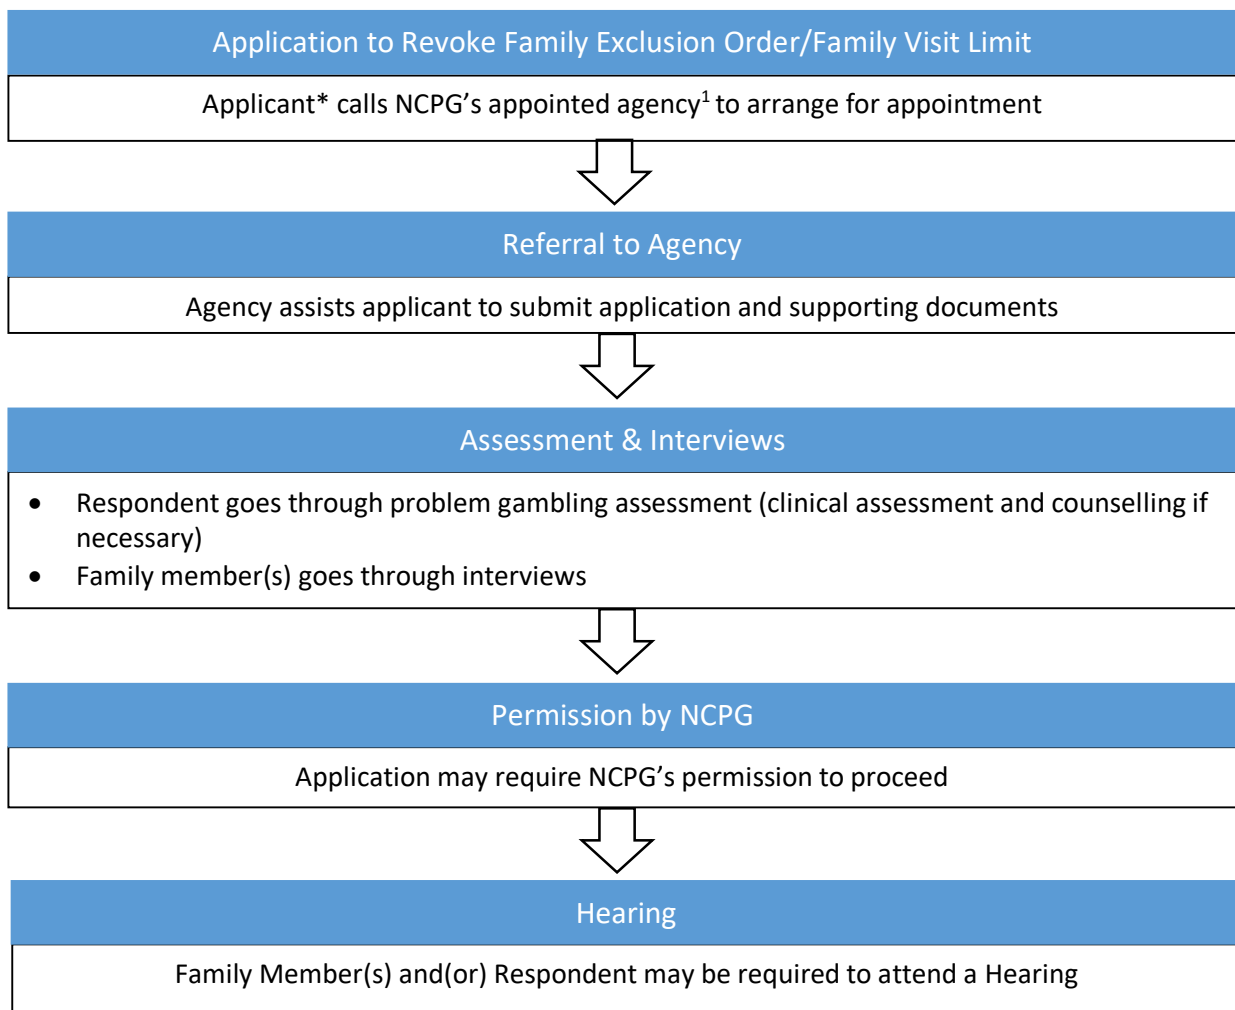 Application to Revoke Family Exclusion Order/Family Visit Limit
Applicant* calls NCPG’s appointed agency¹ to arrange for appointment
Referral to Agency
Agency assists applicant to submit application and supporting documents
Assessment & Interviews
• Respondent goes through problem gambling assessment (clinical assessment and counselling if
necessary)
• Family member(s) goes through interviews
Permission by NCPG
Application may require NCPG’s permission to proceed
Hearing
Family Member(s) and(or) Respondent may be required to attend a Hearing